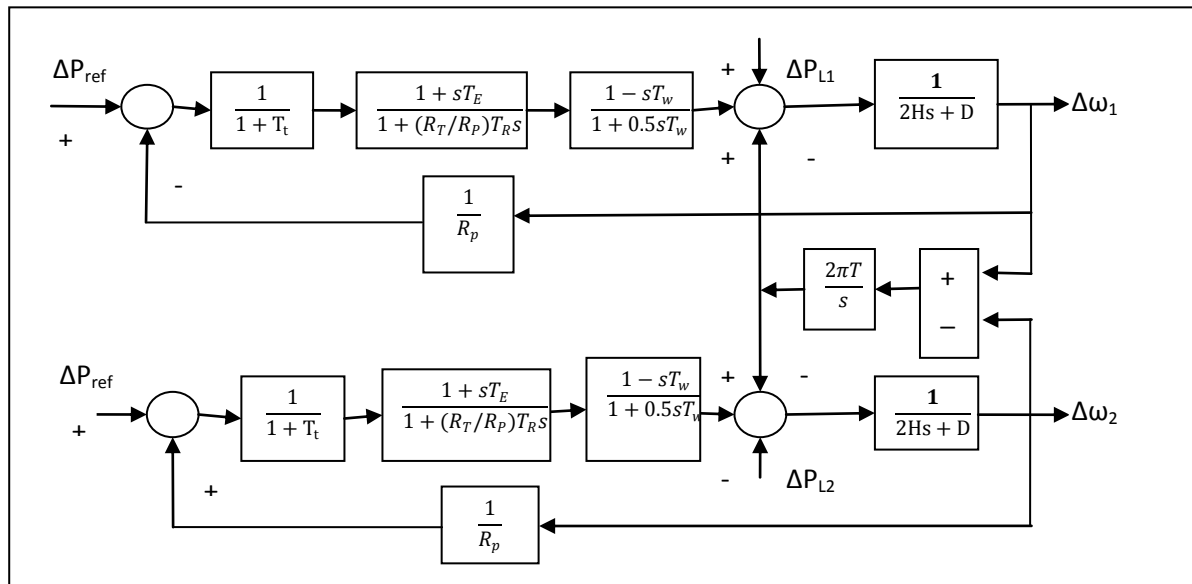 ΔP_ref
+
-
1 / (1 + T_t)
(1 + sT_E) / (1 + (R_T/R_P)T_R s)
(1 − sT_w) / (1 + 0.5sT_w)
+
ΔP_L1
+
-
1 / (2Hs + D)
Δω_1
1 / R_p
2πT / s
+
−
ΔP_ref
+
+
1 / (1 + T_t)
(1 + sT_E) / (1 + (R_T/R_P)T_R s)
(1 − sT_w) / (1 + 0.5sT_w)
+
-
-
ΔP_L2
1 / (2Hs + D)
Δω_2
1 / R_p